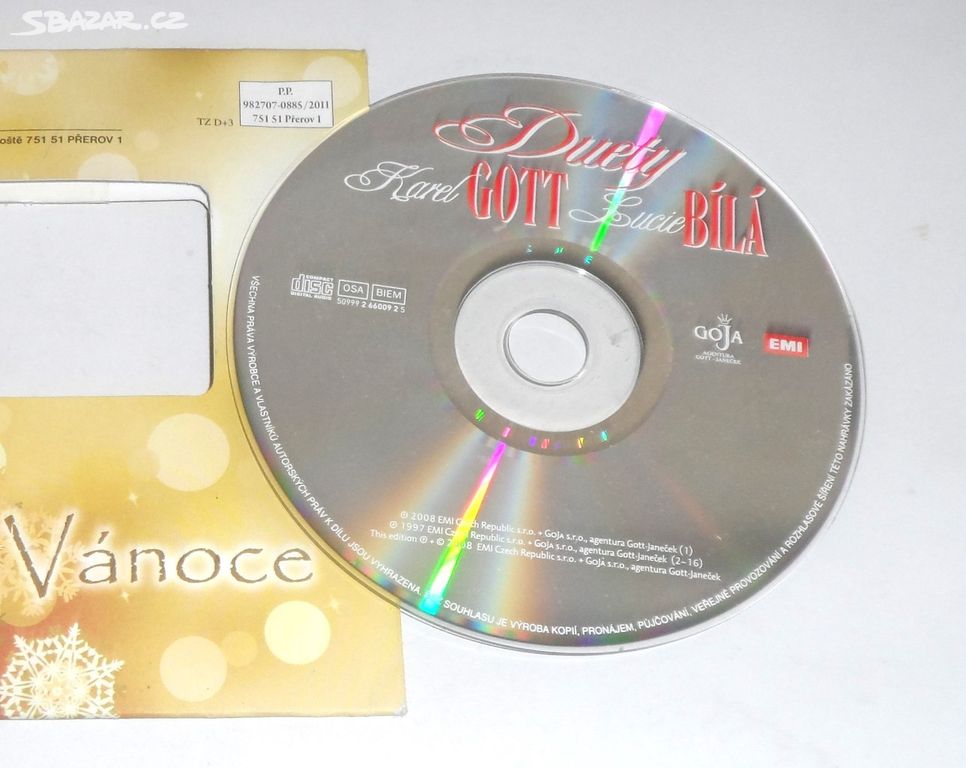 SBAZAR.CZ
P.P.
982707-0885/2011
751 51 Přerov 1
TZ D+3
oště 751 51 PŘEROV 1
Vánoce
Duety
Karel GOTT Lucie BÍLÁ
COMPACT
disc
DIGITAL AUDIO
OSA BIEM
50999 2 66009 2 5
GOJA
AGENTURA
GOTT - JANEČEK
EMI
℗ 2008 EMI Czech Republic s.r.o. + GoJa s.r.o., agentura Gott-Janeček (1)
℗ 1997 EMI Czech Republic s.r.o. + GoJa s.r.o., agentura Gott-Janeček (2–16)
This edition ℗ + © 2008 EMI Czech Republic s.r.o. + GoJa s.r.o., agentura Gott-Janeček
VŠECHNA PRÁVA VÝROBCE A VLASTNÍKŮ AUTORSKÝCH PRÁV K DÍLU JSOU VYHRAZENA. SOUHLASU JE VÝROBA KOPIÍ, PRONÁJEM, PŮJČOVÁNÍ, VEŘEJNÉ PROVOZOVÁNÍ A ROZHLASOVÉ ŠÍŘENÍ TÉTO NAHRÁVKY ZAKÁZÁNO